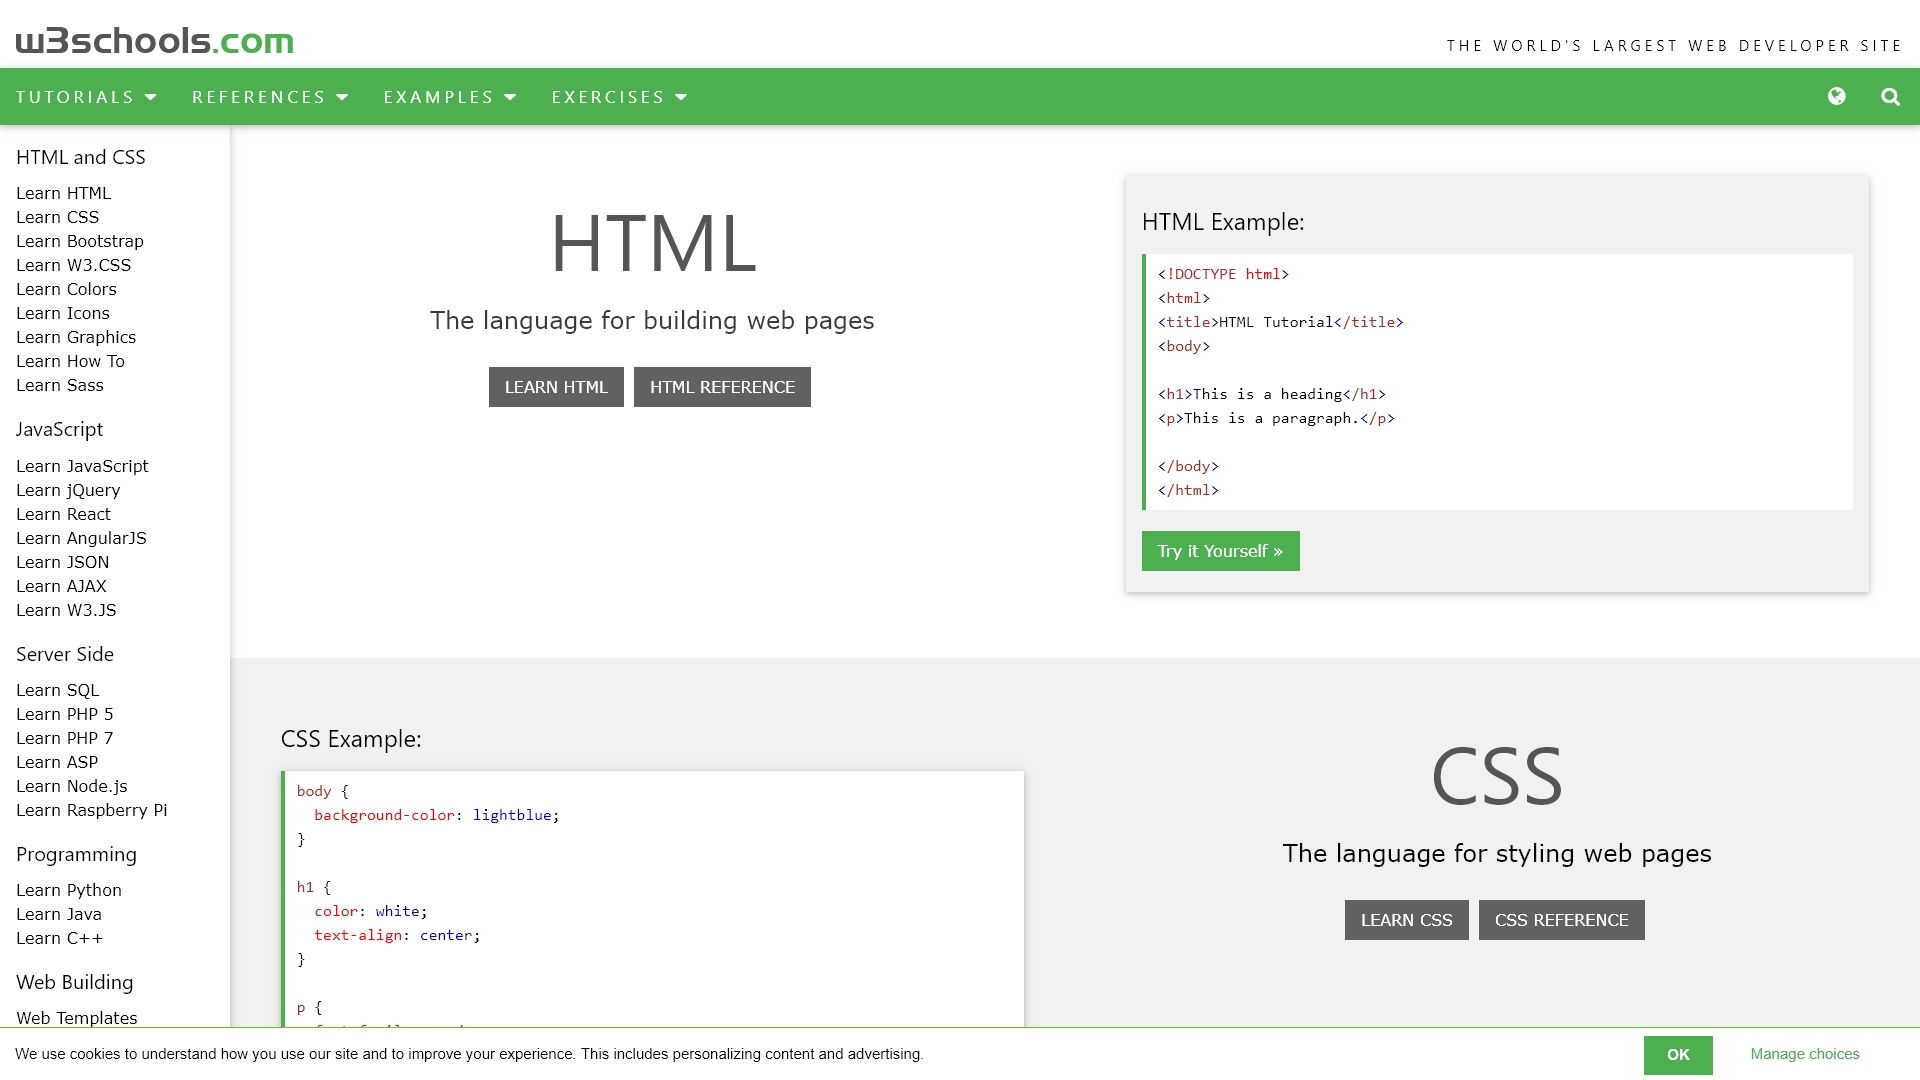 w3schools.com
THE WORLD'S LARGEST WEB DEVELOPER SITE
TUTORIALS REFERENCES EXAMPLES EXERCISES
HTML and CSS
Learn HTML
Learn CSS
Learn Bootstrap
Learn W3.CSS
Learn Colors
Learn Icons
Learn Graphics
Learn How To
Learn Sass
JavaScript
Learn JavaScript
Learn jQuery
Learn React
Learn AngularJS
Learn JSON
Learn AJAX
Learn W3.JS
Server Side
Learn SQL
Learn PHP 5
Learn PHP 7
Learn ASP
Learn Node.js
Learn Raspberry Pi
Programming
Learn Python
Learn Java
Learn C++
Web Building
Web Templates
HTML
The language for building web pages
LEARN HTML HTML REFERENCE
HTML Example:
<!DOCTYPE html>
<html>
<title>HTML Tutorial</title>
<body>
<h1>This is a heading</h1>
<p>This is a paragraph.</p>
</body>
</html>
Try it Yourself »
CSS Example:
body {
background-color: lightblue;
}
h1 {
color: white;
text-align: center;
}
p {
CSS
The language for styling web pages
LEARN CSS CSS REFERENCE
We use cookies to understand how you use our site and to improve your experience. This includes personalizing content and advertising.
OK
Manage choices